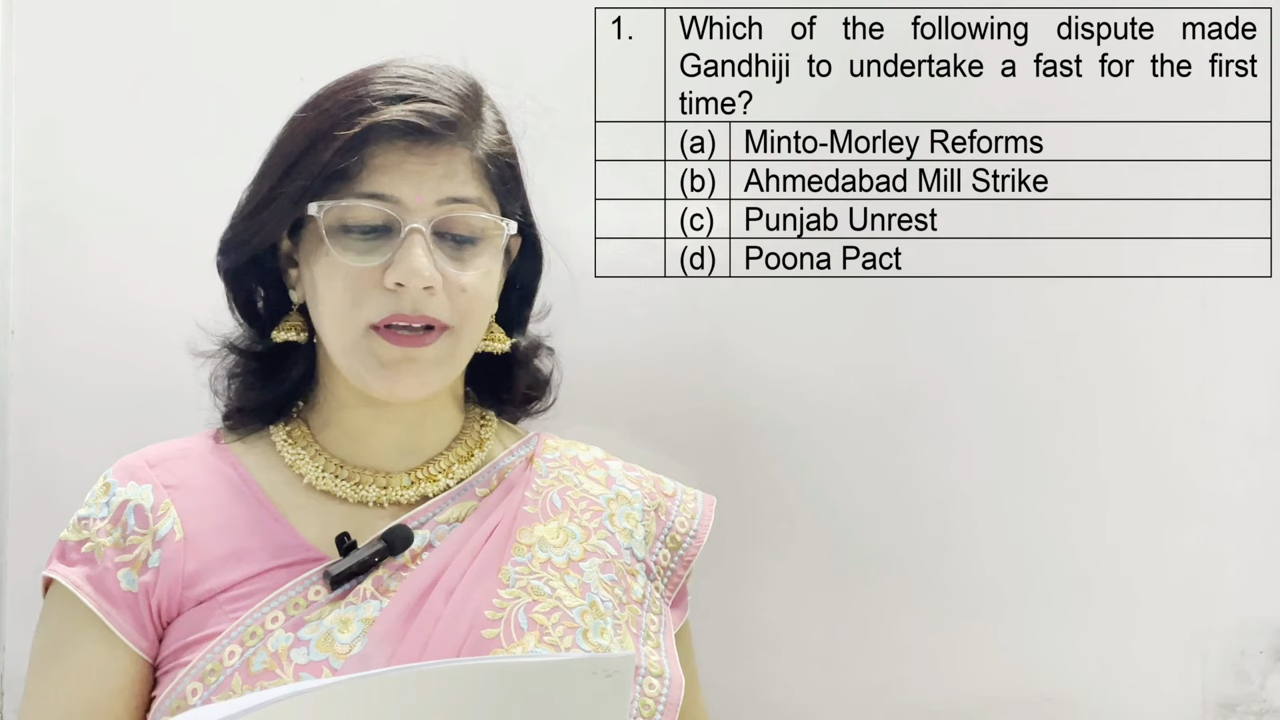 1. Which of the following dispute made
Gandhiji to undertake a fast for the first
time?
(a) Minto-Morley Reforms
(b) Ahmedabad Mill Strike
(c) Punjab Unrest
(d) Poona Pact